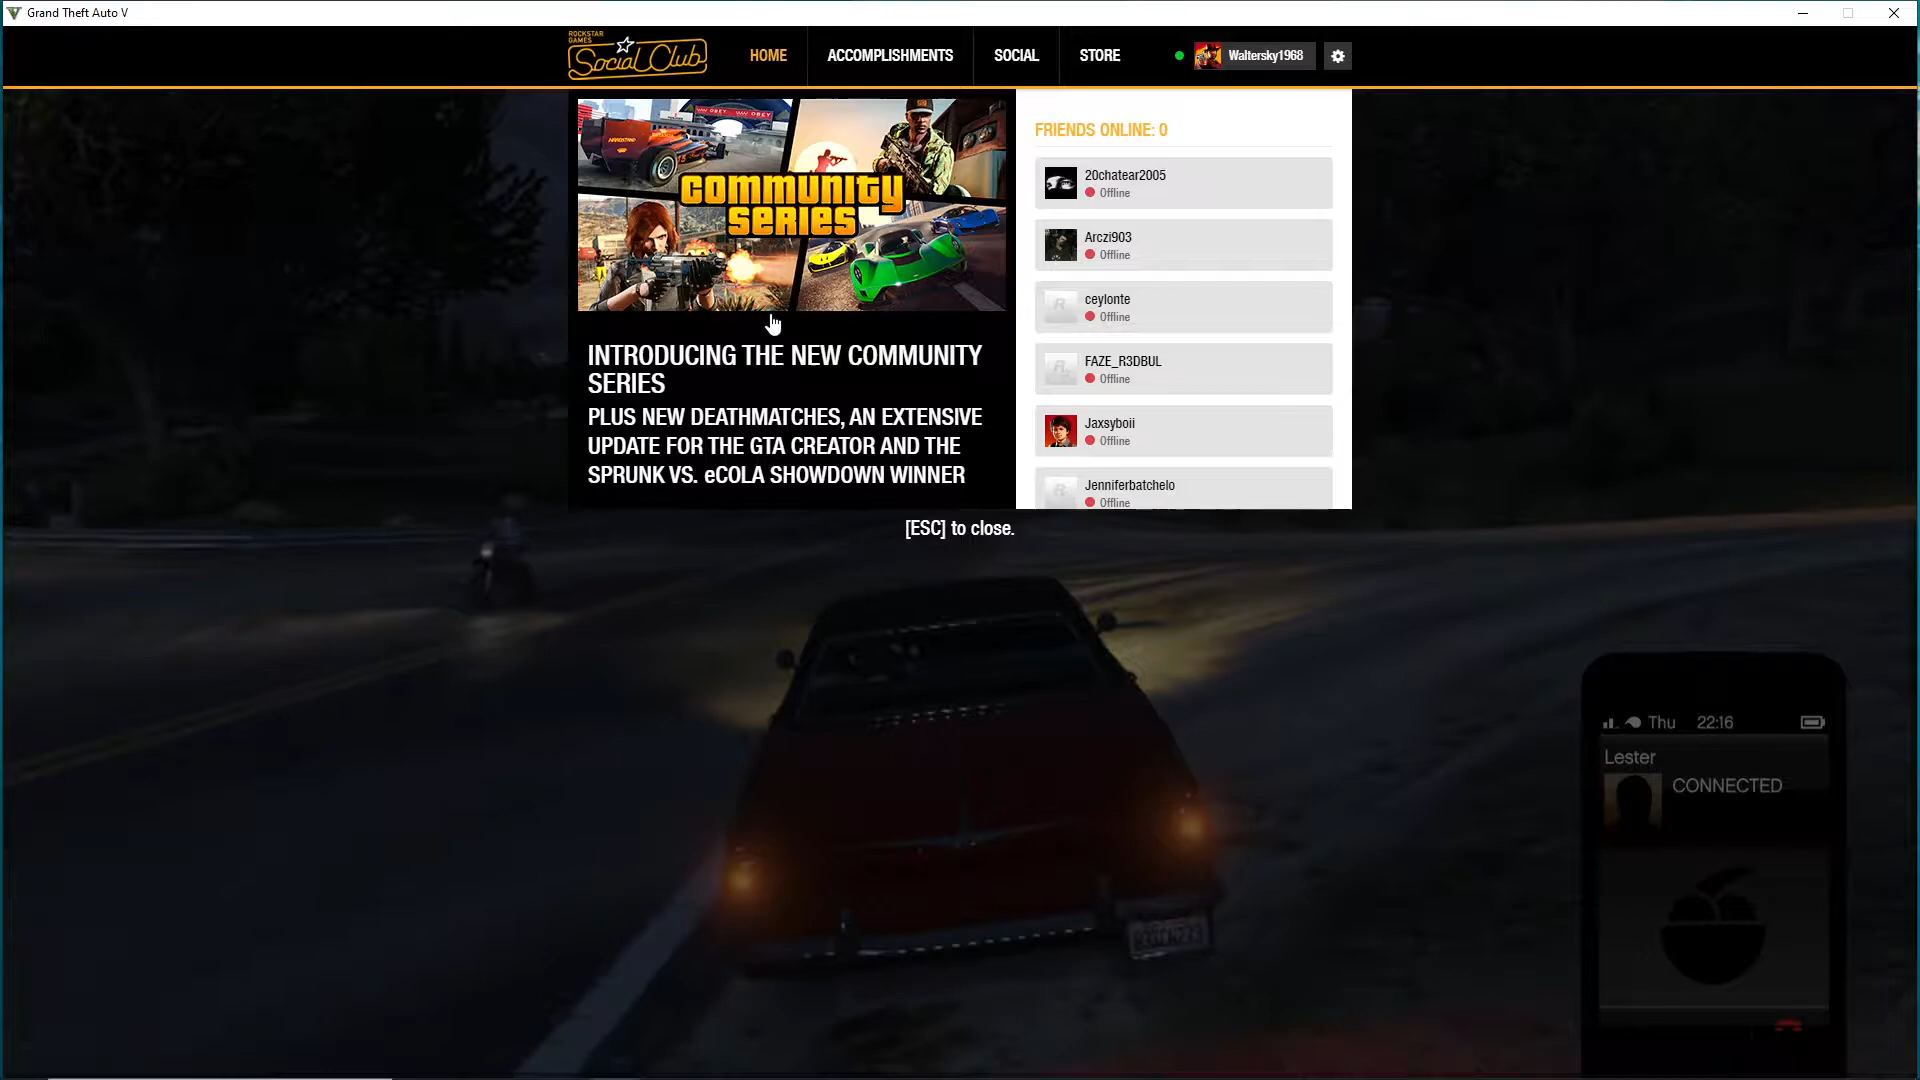 Grand Theft Auto V
ROCKSTAR
GAMES
Social Club
HOME
ACCOMPLISHMENTS
SOCIAL
STORE
Waltersky1968
COMMUNITY
SERIES
INTRODUCING THE NEW COMMUNITY
SERIES
PLUS NEW DEATHMATCHES, AN EXTENSIVE
UPDATE FOR THE GTA CREATOR AND THE
SPRUNK VS. eCOLA SHOWDOWN WINNER
FRIENDS ONLINE: 0
20chatear2005
Offline
Arczi903
Offline
ceylonte
Offline
FAZE_R3DBUL
Offline
Jaxsyboii
Offline
Jenniferbatchelo
Offline
[ESC] to close.
Thu 22:16
Lester
CONNECTED